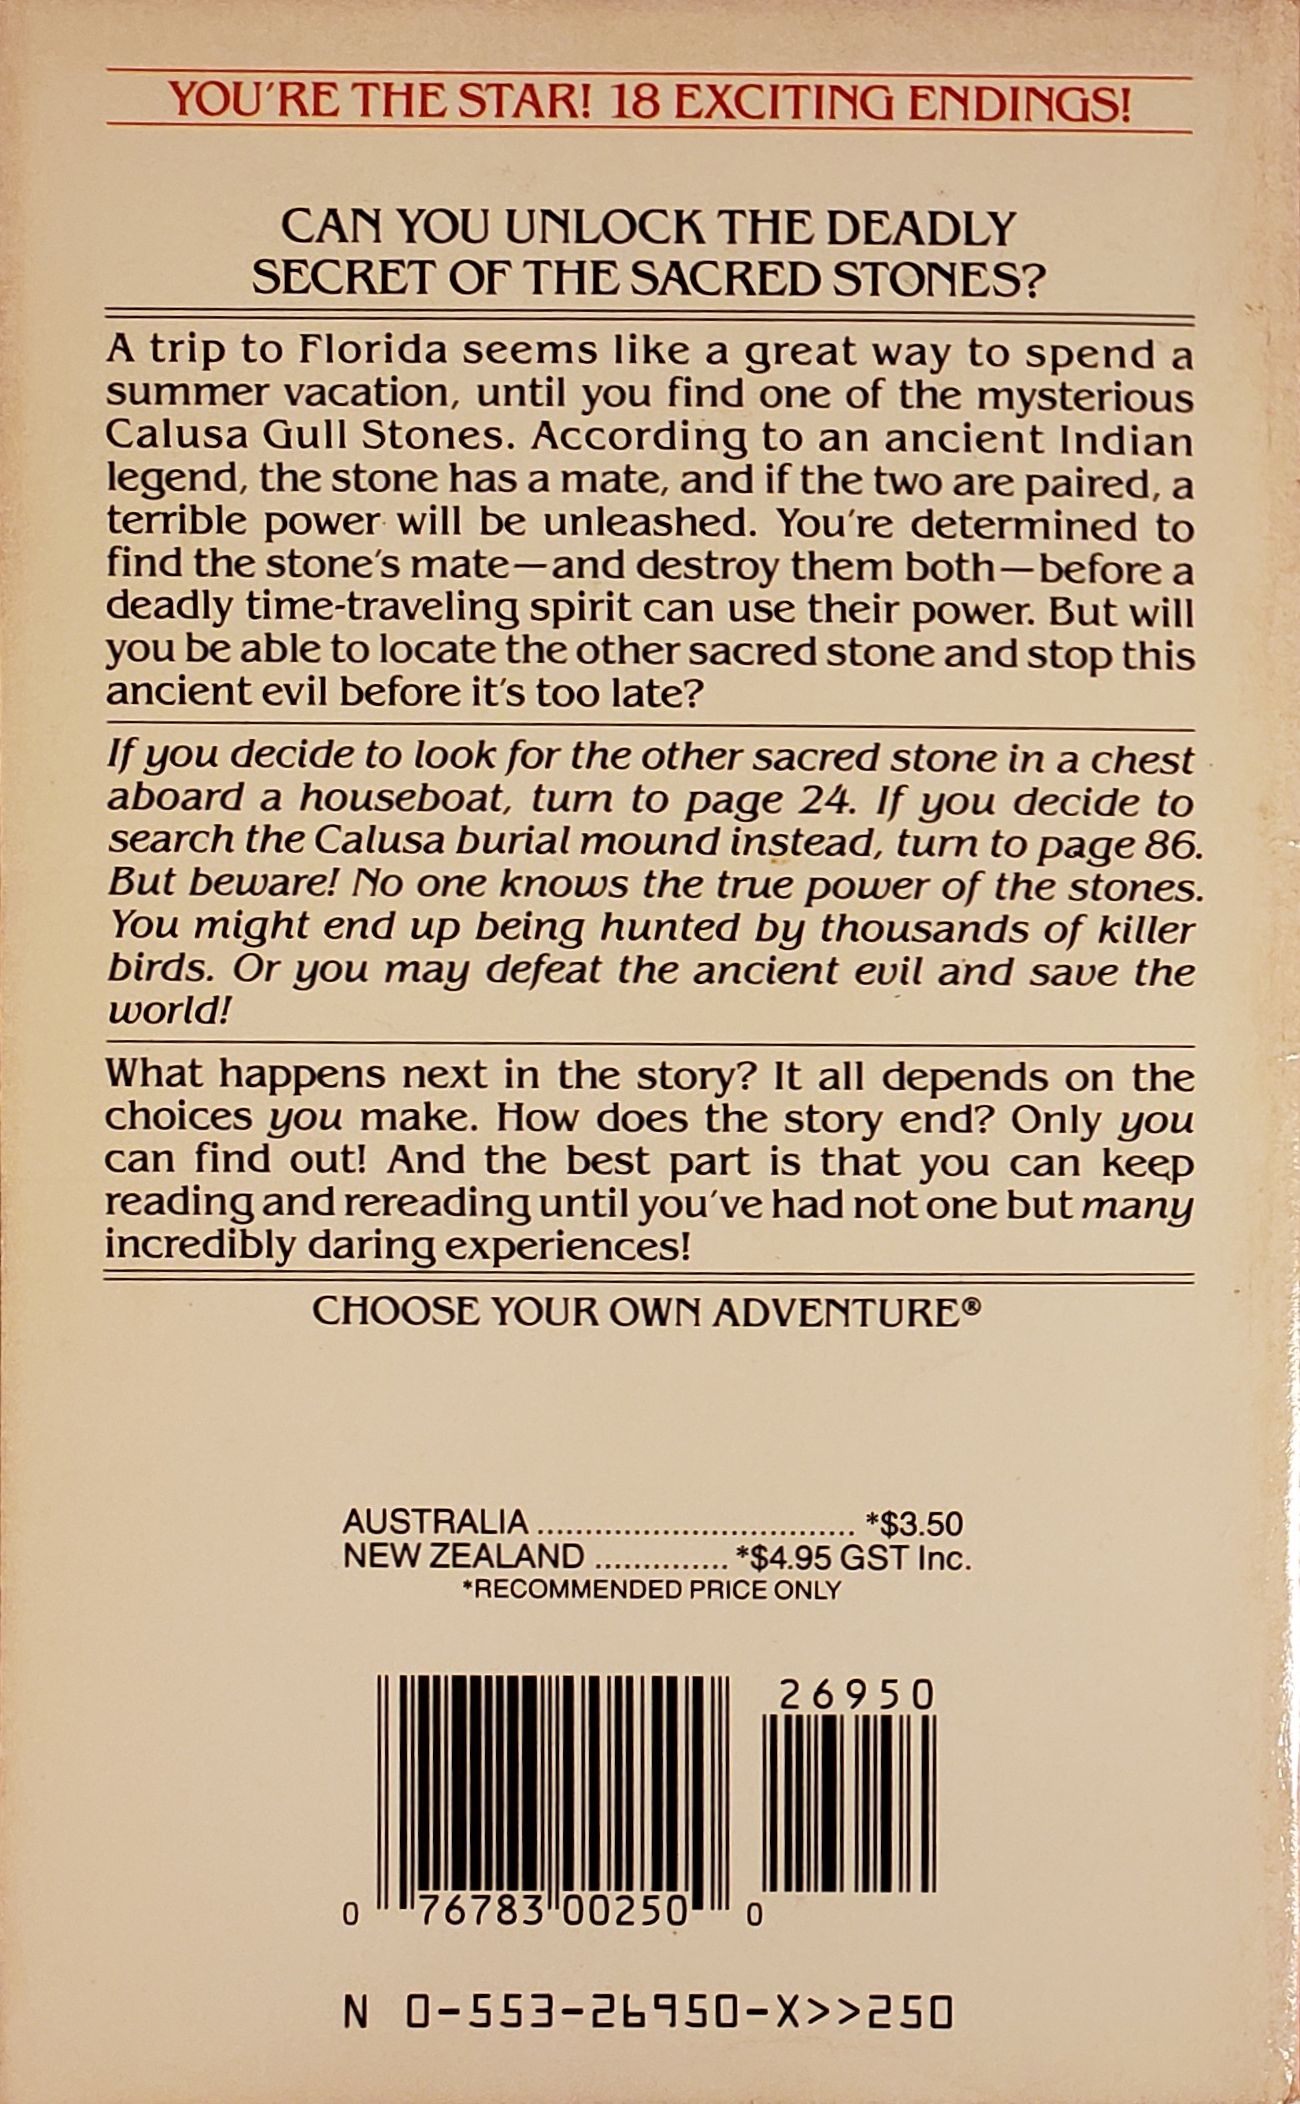 YOU'RE THE STAR! 18 EXCITING ENDINGS!
CAN YOU UNLOCK THE DEADLY
SECRET OF THE SACRED STONES?
A trip to Florida seems like a great way to spend a
summer vacation, until you find one of the mysterious
Calusa Gull Stones. According to an ancient Indian
legend, the stone has a mate, and if the two are paired, a
terrible power will be unleashed. You're determined to
find the stone's mate—and destroy them both—before a
deadly time-traveling spirit can use their power. But will
you be able to locate the other sacred stone and stop this
ancient evil before it's too late?
If you decide to look for the other sacred stone in a chest
aboard a houseboat, turn to page 24. If you decide to
search the Calusa burial mound instead, turn to page 86.
But beware! No one knows the true power of the stones.
You might end up being hunted by thousands of killer
birds. Or you may defeat the ancient evil and save the
world!
What happens next in the story? It all depends on the
choices you make. How does the story end? Only you
can find out! And the best part is that you can keep
reading and rereading until you've had not one but many
incredibly daring experiences!
CHOOSE YOUR OWN ADVENTURE®
AUSTRALIA ................................. *$3.50
NEW ZEALAND .............. *$4.95 GST Inc.
*RECOMMENDED PRICE ONLY
26950
0 76783 00250 0
N 0-553-26950-X>>250